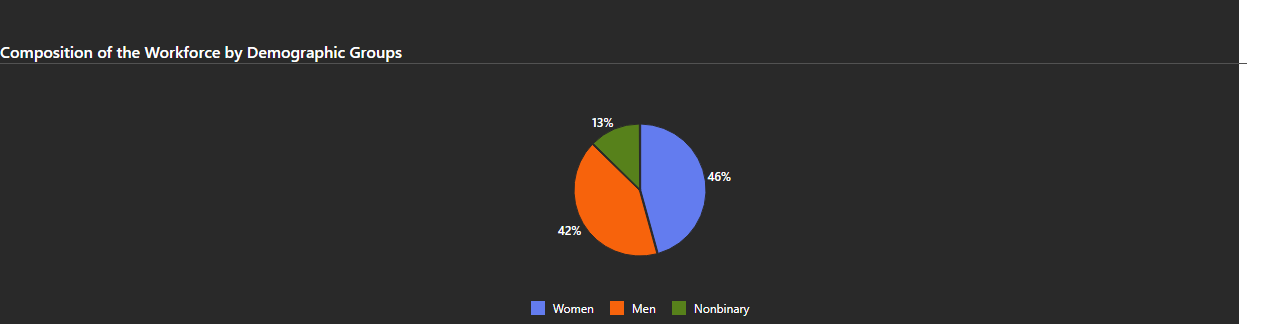 Composition of the Workforce by Demographic Groups
13%
46%
42%
Women Men Nonbinary